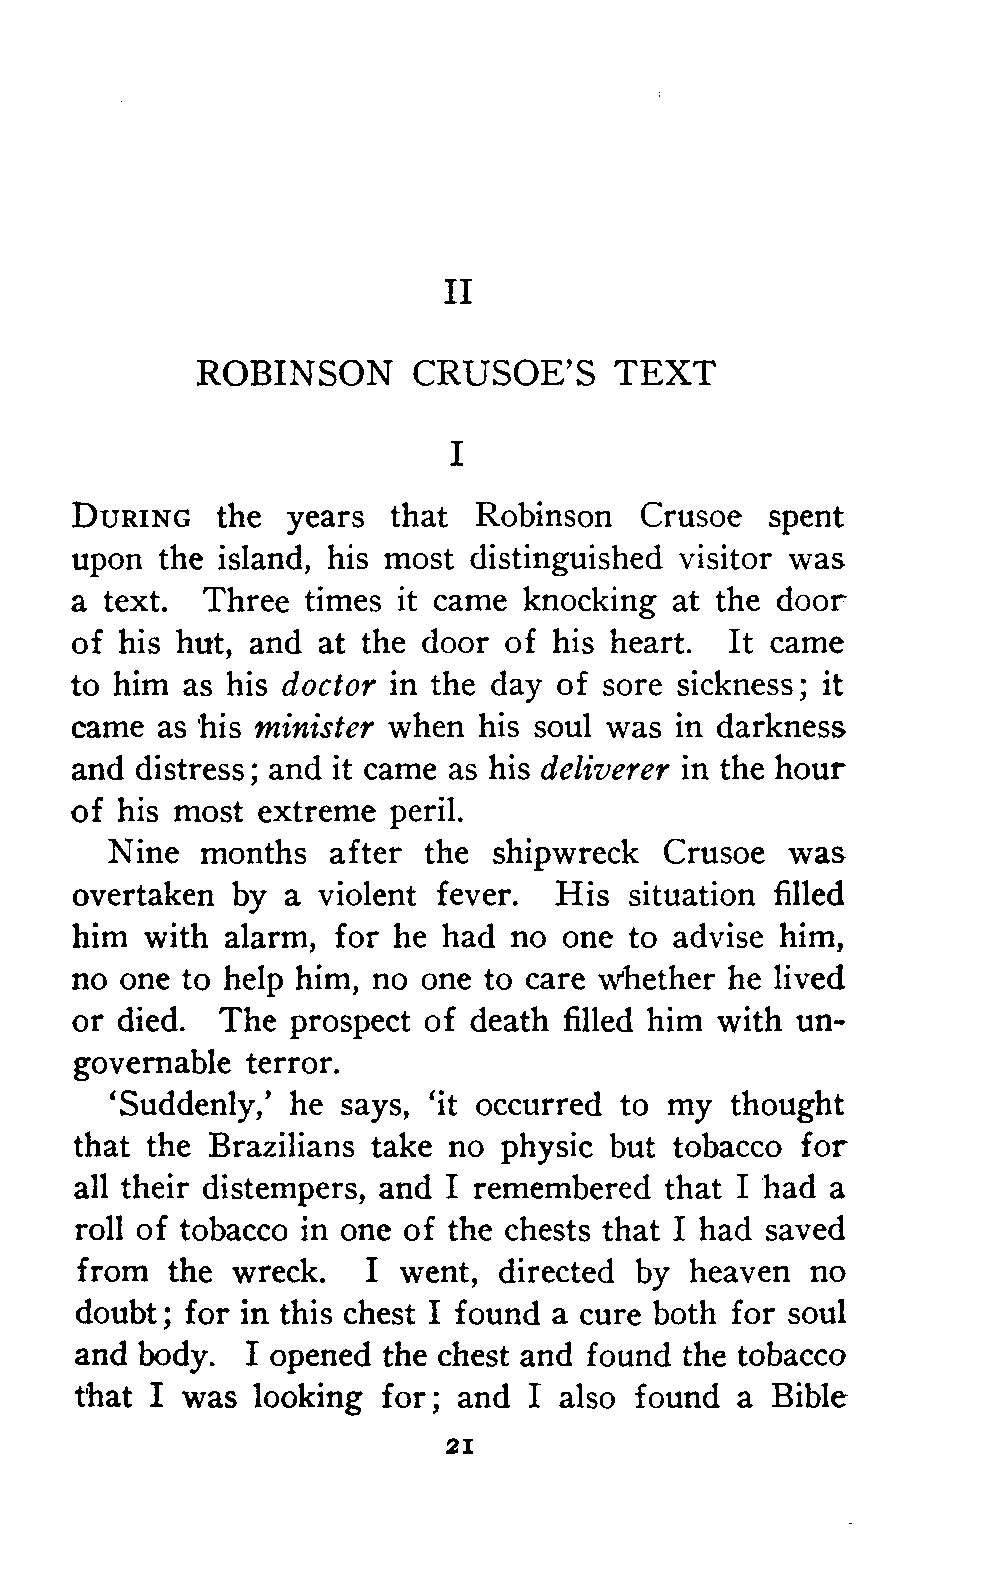 II
ROBINSON CRUSOE'S TEXT
I
DURING the years that Robinson Crusoe spent
upon the island, his most distinguished visitor was
a text. Three times it came knocking at the door
of his hut, and at the door of his heart. It came
to him as his doctor in the day of sore sickness; it
came as his minister when his soul was in darkness
and distress; and it came as his deliverer in the hour
of his most extreme peril.
Nine months after the shipwreck Crusoe was
overtaken by a violent fever. His situation filled
him with alarm, for he had no one to advise him,
no one to help him, no one to care whether he lived
or died. The prospect of death filled him with un-
governable terror.
‘Suddenly,’ he says, ‘it occurred to my thought
that the Brazilians take no physic but tobacco for
all their distempers, and I remembered that I had a
roll of tobacco in one of the chests that I had saved
from the wreck. I went, directed by heaven no
doubt; for in this chest I found a cure both for soul
and body. I opened the chest and found the tobacco
that I was looking for; and I also found a Bible
21